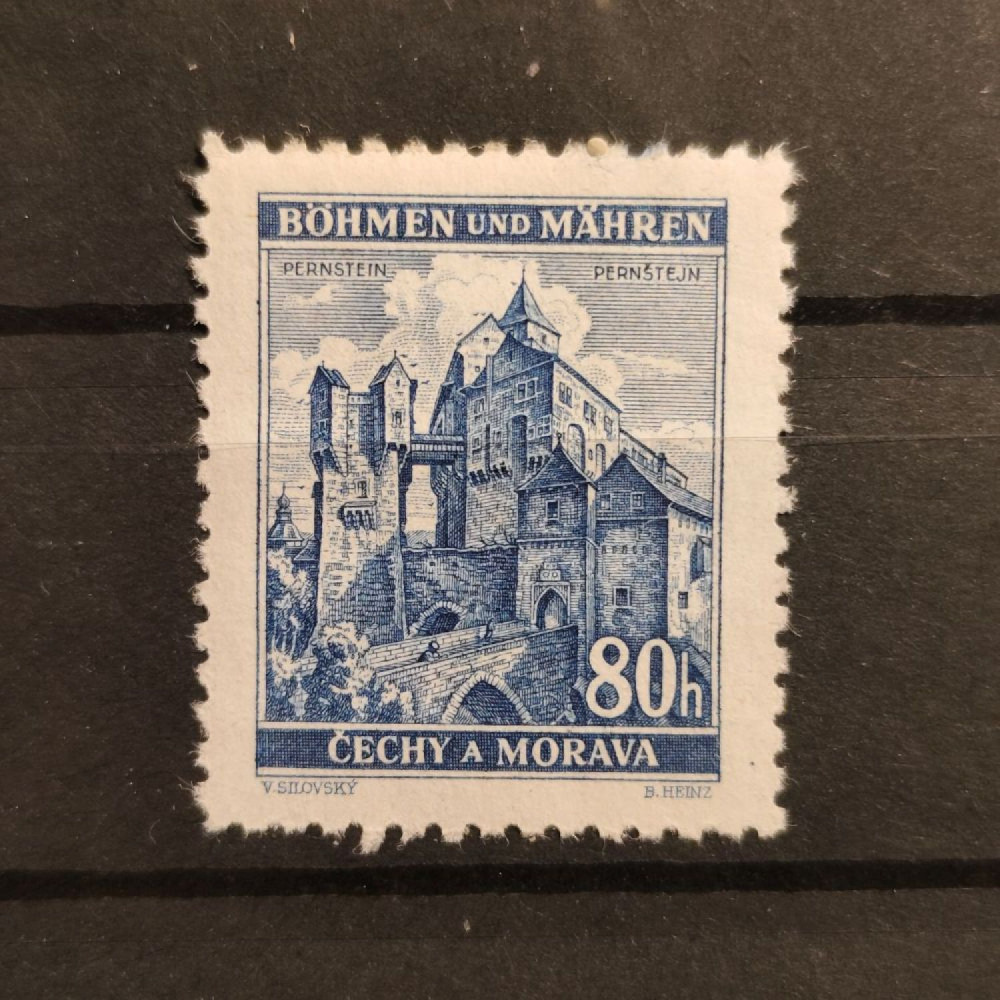 BÖHMEN UND MÄHREN
PERNSTEIN PERNŠTEJN
80h
ČECHY A MORAVA
V. SILOVSKÝ B. HEINZ